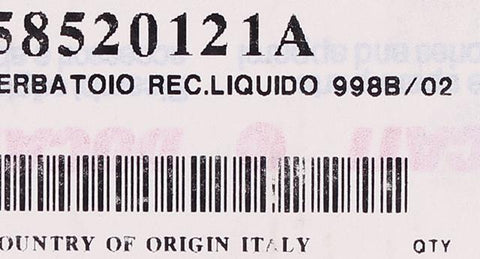 58520121A
ERBATOIO REC.LIQUIDO 998B/02
OUNTRY OF ORIGIN ITALY QTY